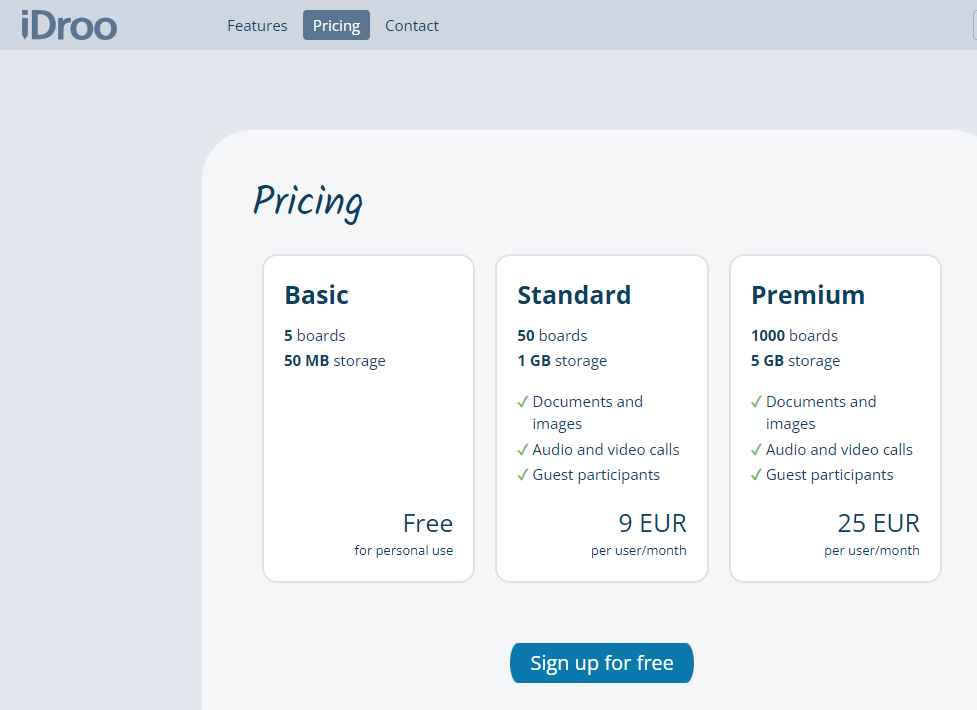 iDroo
Features
Pricing
Contact
Pricing
Basic
5 boards
50 MB storage
Free
for personal use
Standard
50 boards
1 GB storage
✓ Documents and
images
✓ Audio and video calls
✓ Guest participants
9 EUR
per user/month
Premium
1000 boards
5 GB storage
✓ Documents and
images
✓ Audio and video calls
✓ Guest participants
25 EUR
per user/month
Sign up for free